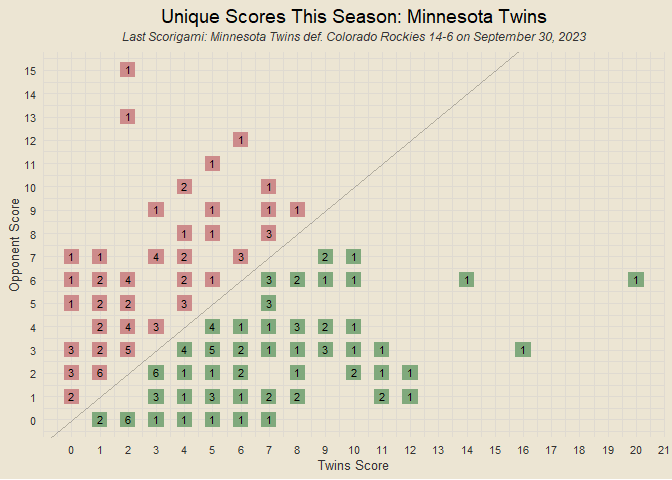 Unique Scores This Season: Minnesota Twins
Last Scorigami: Minnesota Twins def. Colorado Rockies 14-6 on September 30, 2023
15 1
14
13 1
12 1
11 1
10 2 1
9 1 1 1 1
8 1 1 3
7 1 1 4 2 3 2 1
6 1 2 4 2 1 3 2 1 1 1 1
5 1 2 2 3 3
4 2 4 3 4 1 1 3 2 1
3 3 2 5 4 5 2 1 1 3 1 1 1
2 3 6 6 1 1 2 1 2 1 1
1 2 3 1 3 1 2 2 2 1
0 2 6 1 1 1 1 1
Opponent Score
0 1 2 3 4 5 6 7 8 9 10 11 12 13 14 15 16 17 18 19 20 21
Twins Score